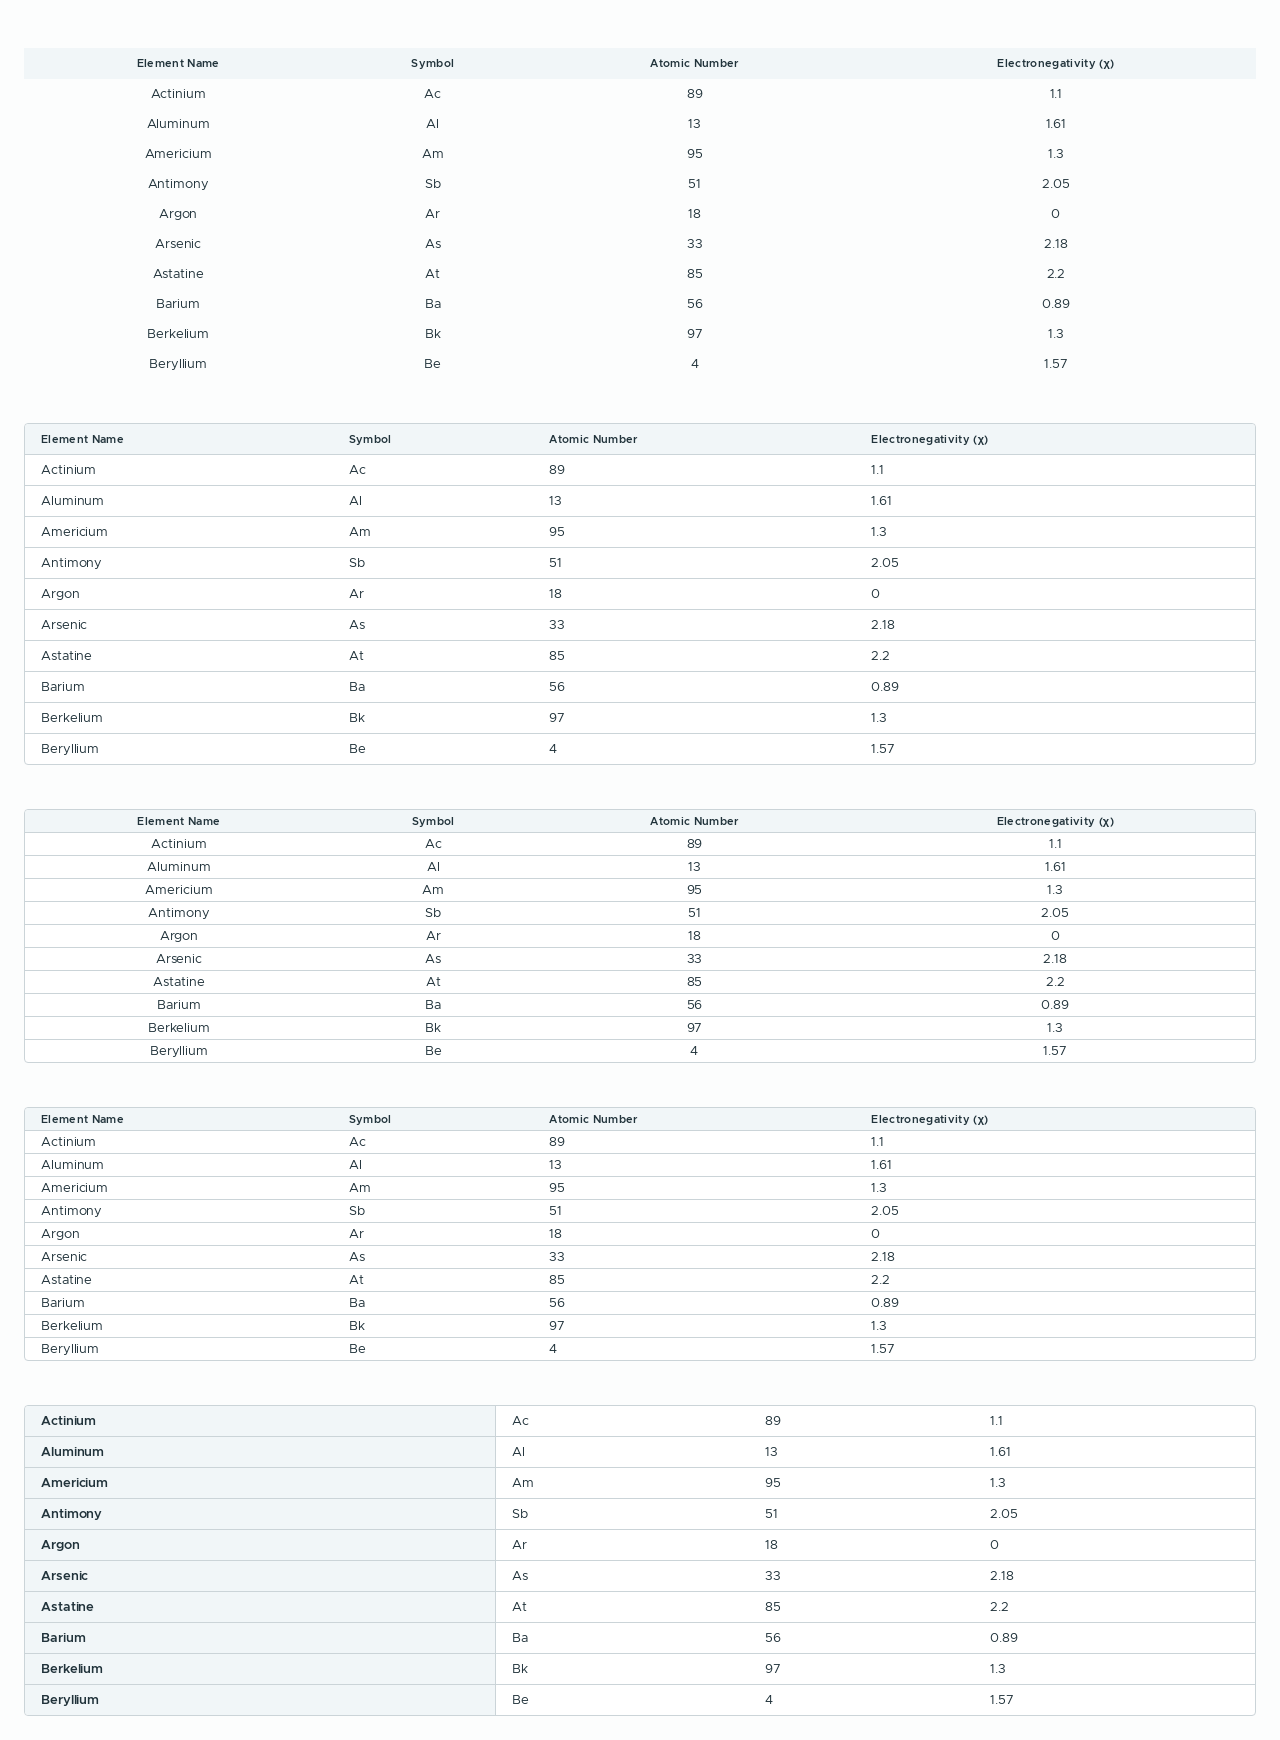 Element Name Symbol Atomic Number Electronegativity (χ)
Actinium Ac 89 1.1
Aluminum Al 13 1.61
Americium Am 95 1.3
Antimony Sb 51 2.05
Argon Ar 18 0
Arsenic As 33 2.18
Astatine At 85 2.2
Barium Ba 56 0.89
Berkelium Bk 97 1.3
Beryllium Be 4 1.57
Element Name Symbol Atomic Number Electronegativity (χ)
Actinium Ac 89 1.1
Aluminum Al 13 1.61
Americium Am 95 1.3
Antimony Sb 51 2.05
Argon Ar 18 0
Arsenic As 33 2.18
Astatine At 85 2.2
Barium Ba 56 0.89
Berkelium Bk 97 1.3
Beryllium Be 4 1.57
Element Name Symbol Atomic Number Electronegativity (χ)
Actinium Ac 89 1.1
Aluminum Al 13 1.61
Americium Am 95 1.3
Antimony Sb 51 2.05
Argon Ar 18 0
Arsenic As 33 2.18
Astatine At 85 2.2
Barium Ba 56 0.89
Berkelium Bk 97 1.3
Beryllium Be 4 1.57
Element Name Symbol Atomic Number Electronegativity (χ)
Actinium Ac 89 1.1
Aluminum Al 13 1.61
Americium Am 95 1.3
Antimony Sb 51 2.05
Argon Ar 18 0
Arsenic As 33 2.18
Astatine At 85 2.2
Barium Ba 56 0.89
Berkelium Bk 97 1.3
Beryllium Be 4 1.57
Actinium Ac 89 1.1
Aluminum Al 13 1.61
Americium Am 95 1.3
Antimony Sb 51 2.05
Argon Ar 18 0
Arsenic As 33 2.18
Astatine At 85 2.2
Barium Ba 56 0.89
Berkelium Bk 97 1.3
Beryllium Be 4 1.57